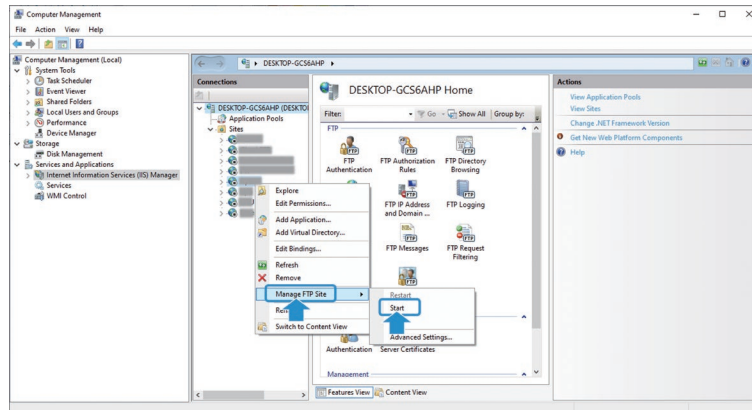 Computer Management
File Action View Help
Computer Management (Local)
System Tools
Task Scheduler
Event Viewer
Shared Folders
Local Users and Groups
Performance
Device Manager
Storage
Disk Management
Services and Applications
Internet Information Services (IIS) Manager
Services
WMI Control
DESKTOP-GCS6AHP
Connections
DESKTOP-GCS6AHP (DESKTO
Application Pools
Sites
Explore
Edit Permissions...
Add Application...
Add Virtual Directory...
Edit Bindings...
Refresh
Remove
Manage FTP Site
Switch to Content View
Restart
Start
Advanced Settings...
DESKTOP-GCS6AHP Home
Filter: Go Show All Group by:
FTP
FTP Authentication
FTP Authorization Rules
FTP Directory Browsing
FTP IP Address and Domain ...
FTP Logging
FTP Messages
FTP Request Filtering
Authentication
Server Certificates
Management
Features View Content View
Actions
View Application Pools
View Sites
Change .NET Framework Version
Get New Web Platform Components
Help